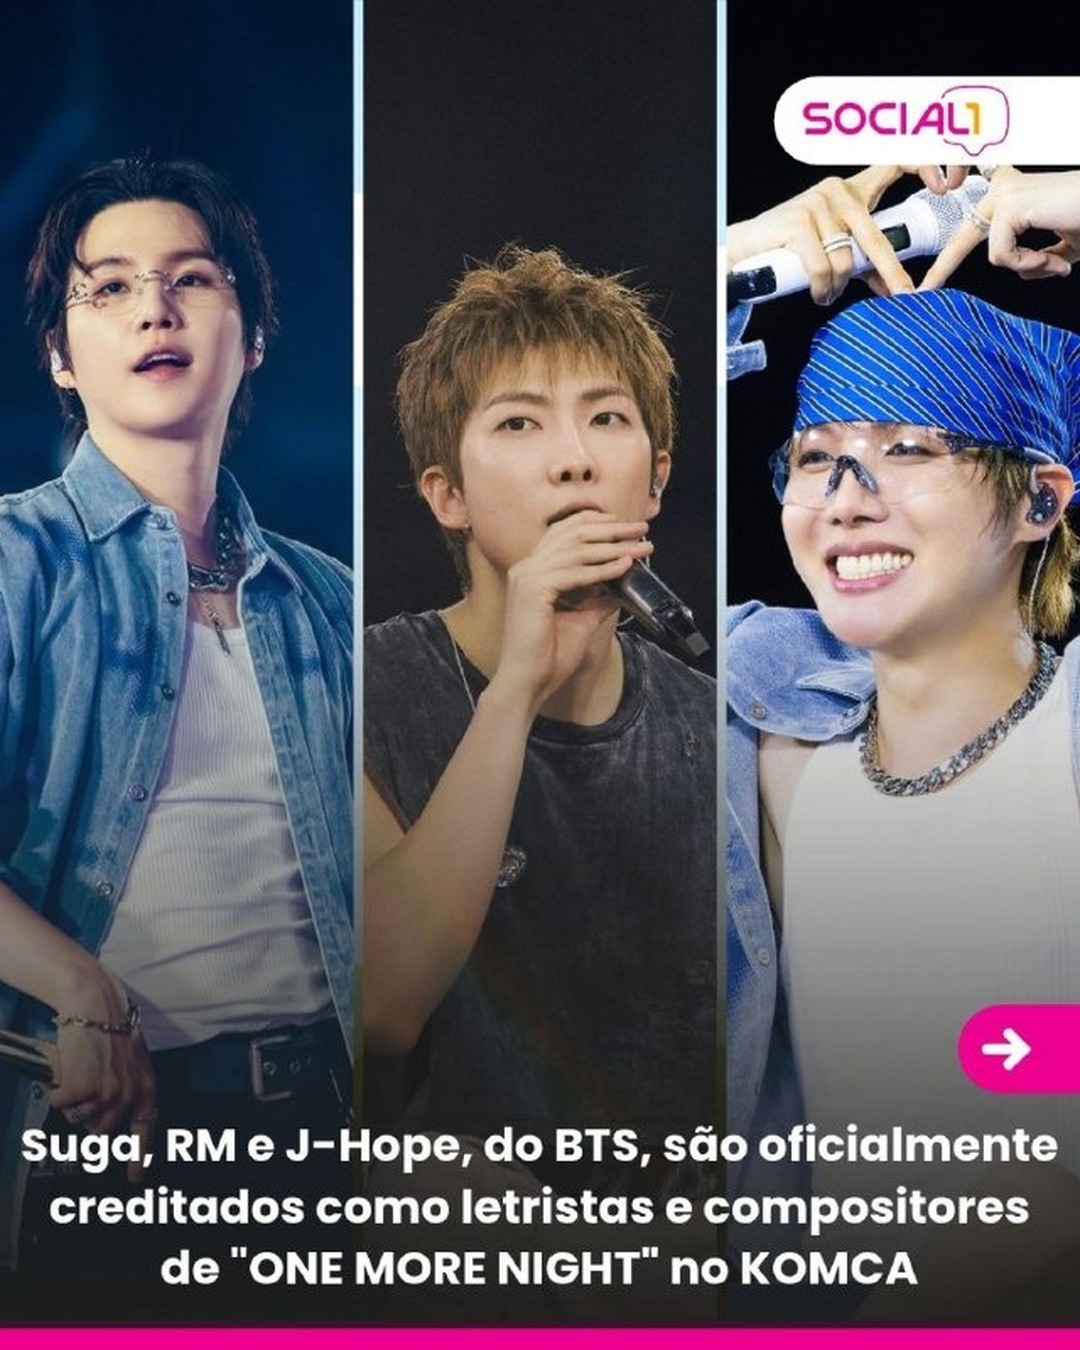 SOCIAL1
Suga, RM e J-Hope, do BTS, são oficialmente
creditados como letristas e compositores
de "ONE MORE NIGHT" no KOMCA